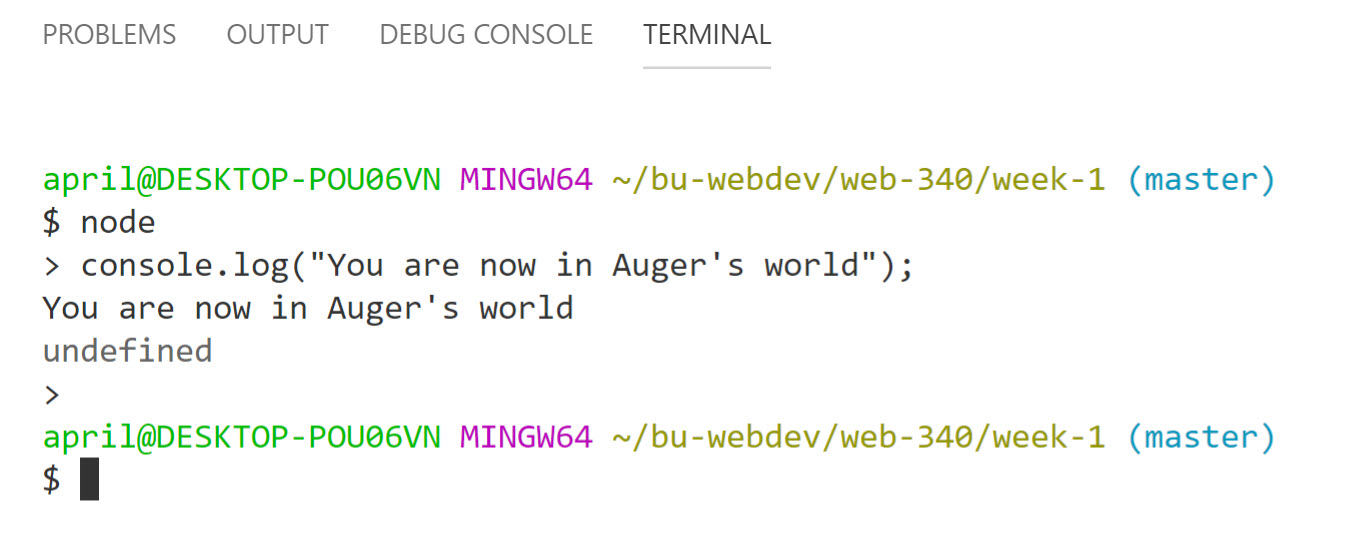 PROBLEMS OUTPUT DEBUG CONSOLE TERMINAL
april@DESKTOP-POU06VN MINGW64 ~/bu-webdev/web-340/week-1 (master)
$ node
> console.log("You are now in Auger's world");
You are now in Auger's world
undefined
>
april@DESKTOP-POU06VN MINGW64 ~/bu-webdev/web-340/week-1 (master)
$